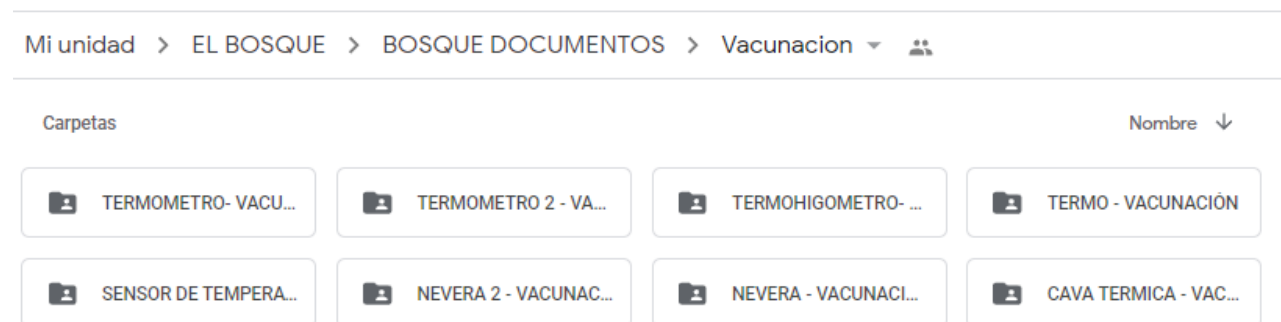 Mi unidad > EL BOSQUE > BOSQUE DOCUMENTOS > Vacunacion
Carpetas Nombre
TERMOMETRO- VACU... TERMOMETRO 2 - VA... TERMOHIGOMETRO- ... TERMO - VACUNACIÓN
SENSOR DE TEMPERA... NEVERA 2 - VACUNAC... NEVERA - VACUNACI... CAVA TERMICA - VAC...